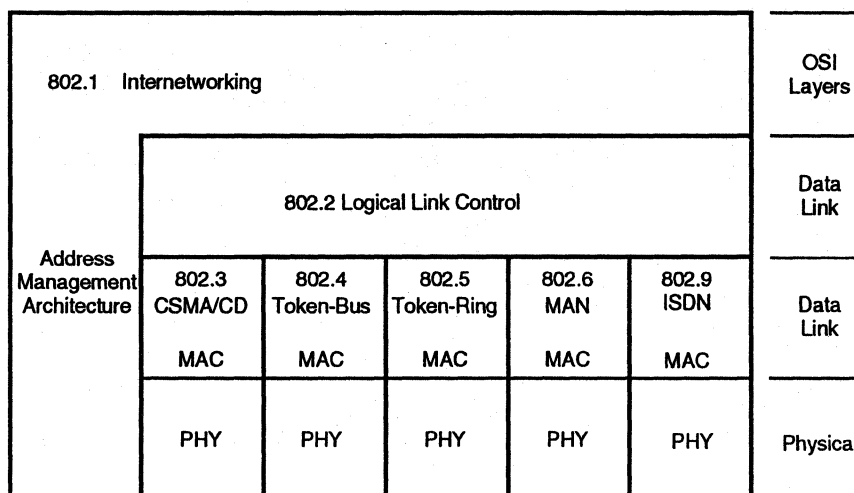 802.1 Internetworking
OSI
Layers
802.2 Logical Link Control
Data
Link
Address
Management
Architecture
802.3
CSMA/CD
MAC
802.4
Token-Bus
MAC
802.5
Token-Ring
MAC
802.6
MAN
MAC
802.9
ISDN
MAC
Data
Link
PHY
PHY
PHY
PHY
PHY
Physica